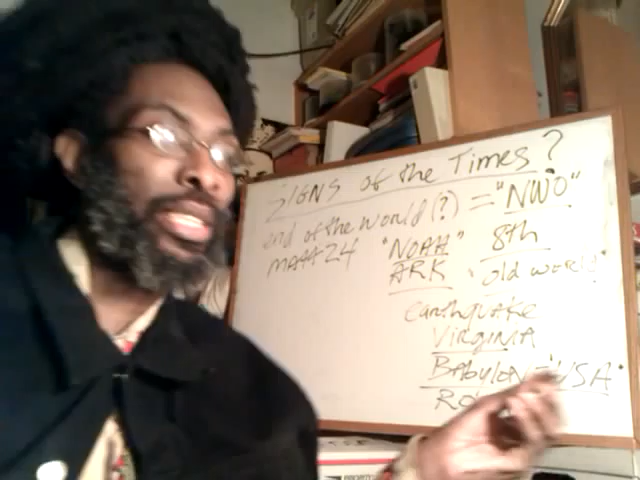 SIGNS of the Times?
end of the world(?) = "NWO"
MATT 24 "NOAH" 8th
ARK "old world"
earthquake
VIRGINIA
BABYLON = "USA"